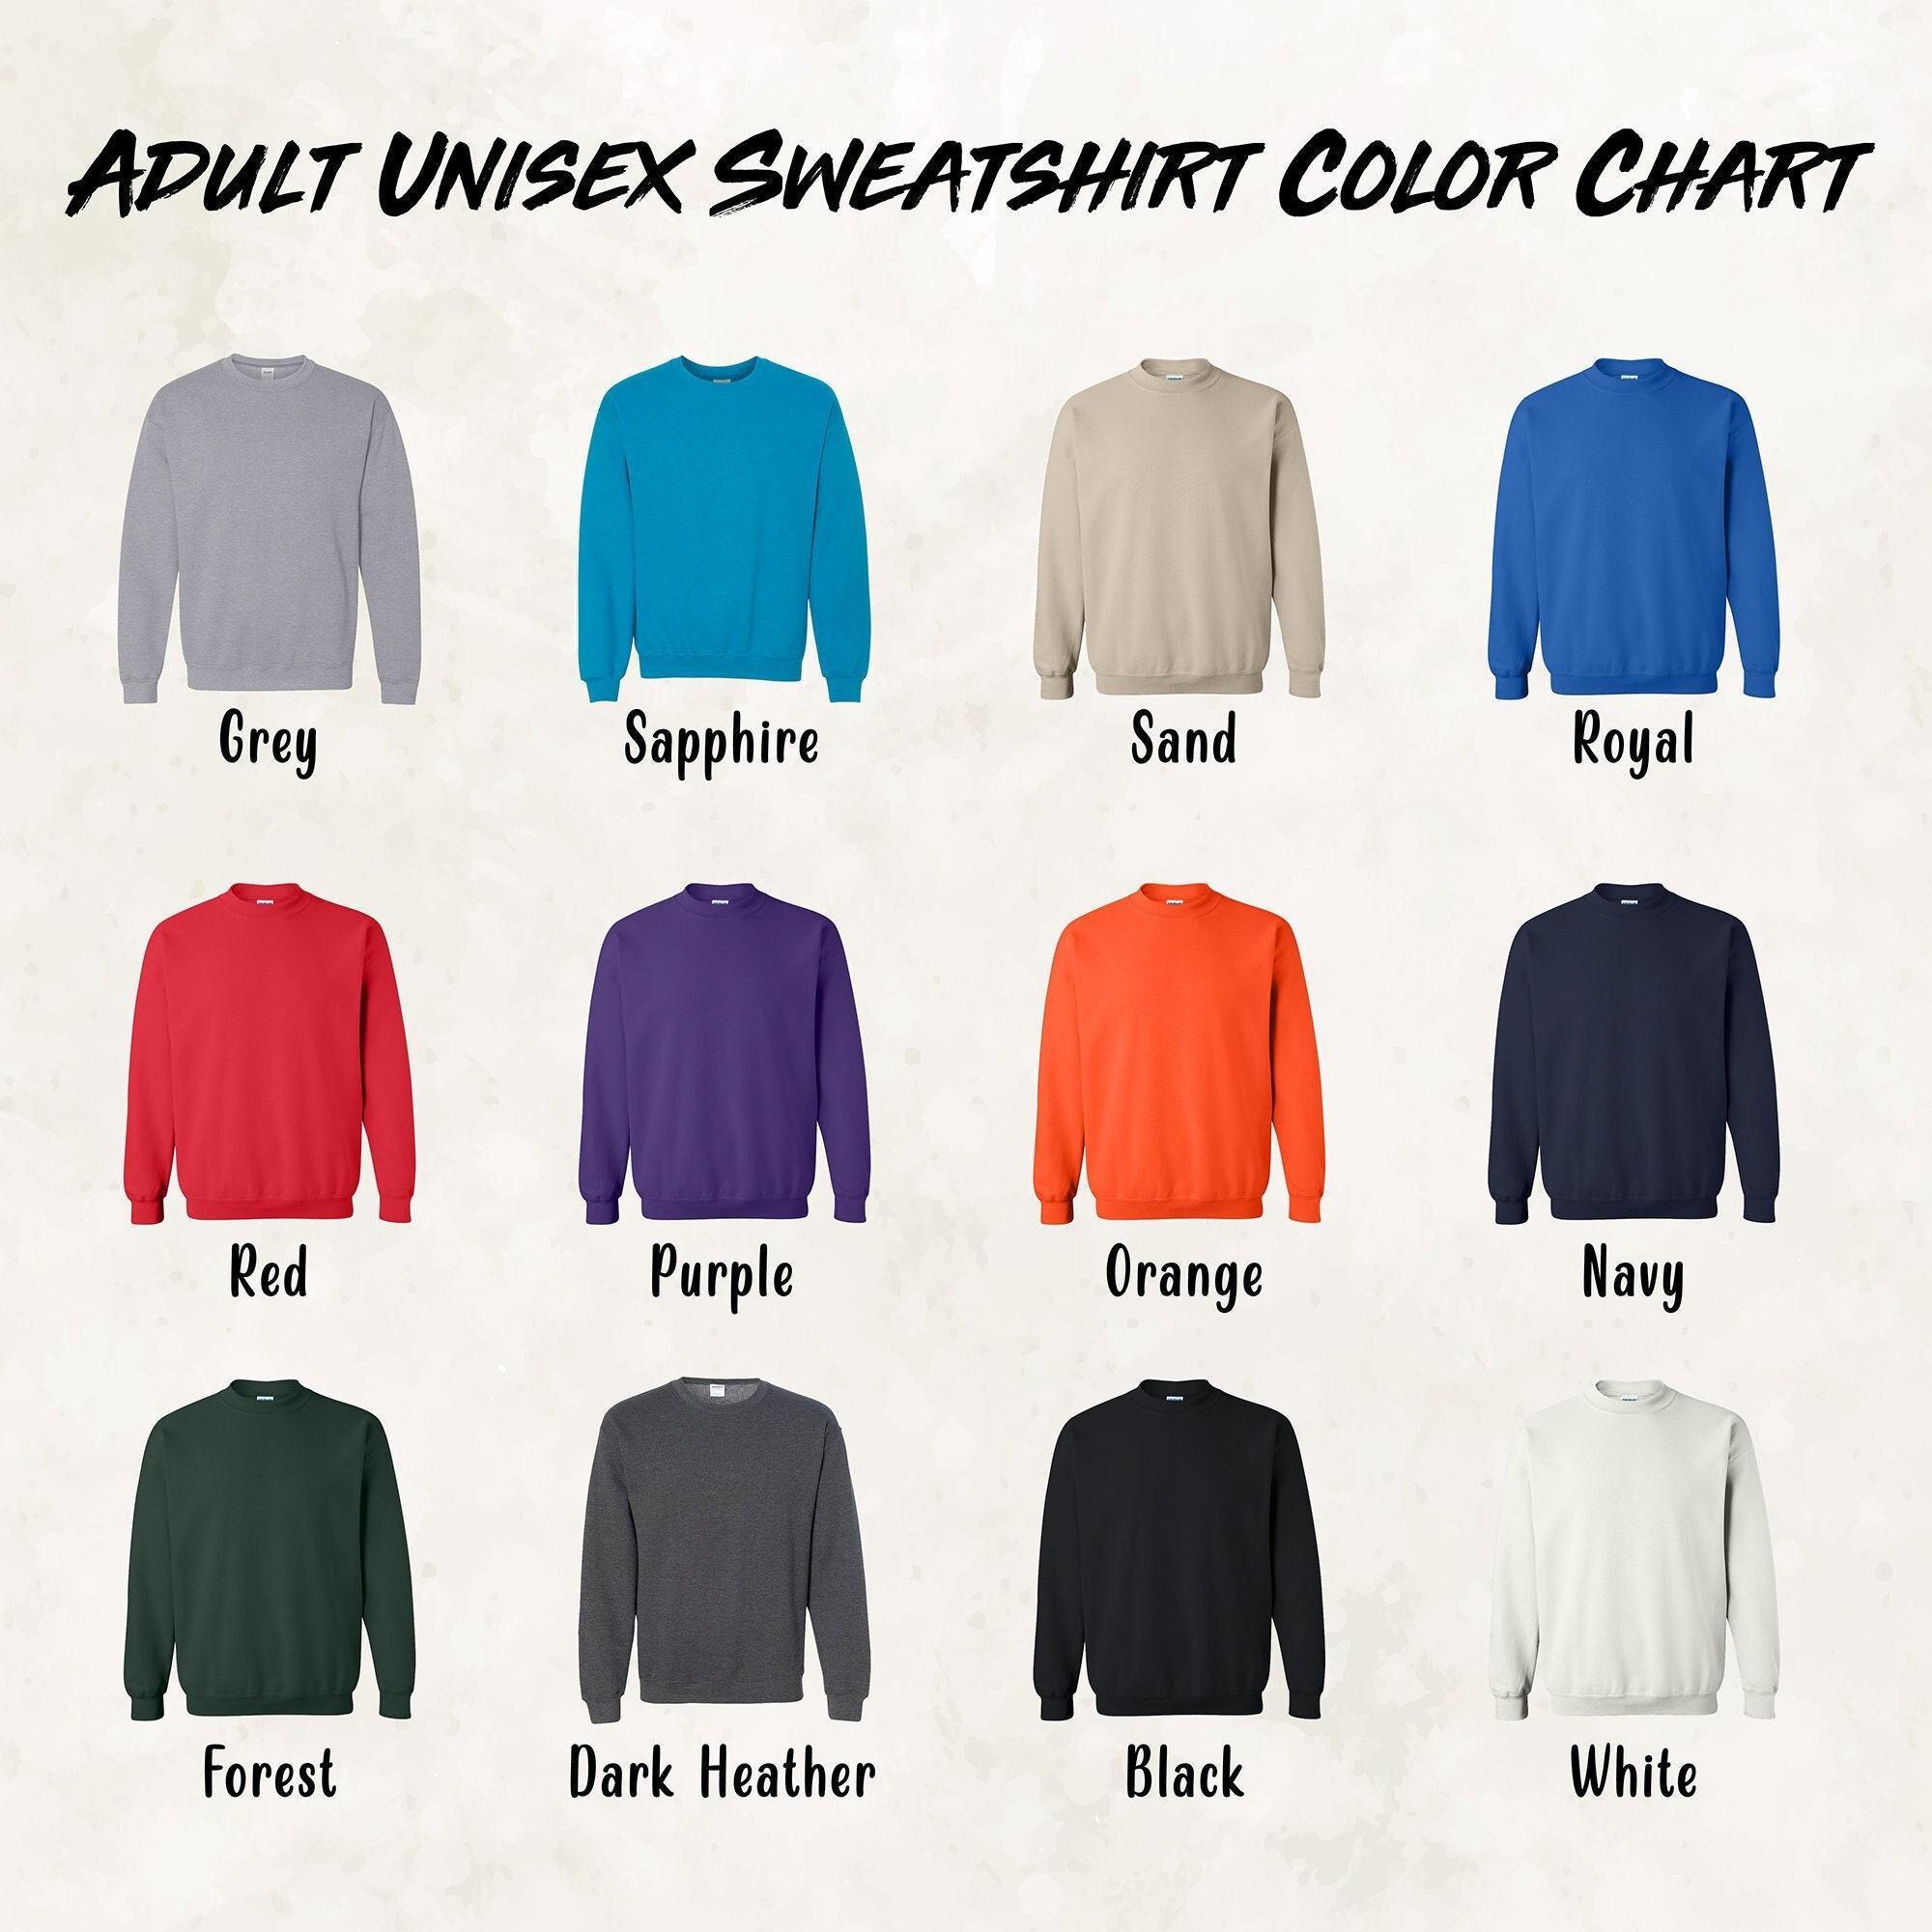 Adult Unisex Sweatshirt Color Chart
Grey
Sapphire
Sand
Royal
Red
Purple
Orange
Navy
Forest
Dark Heather
Black
White